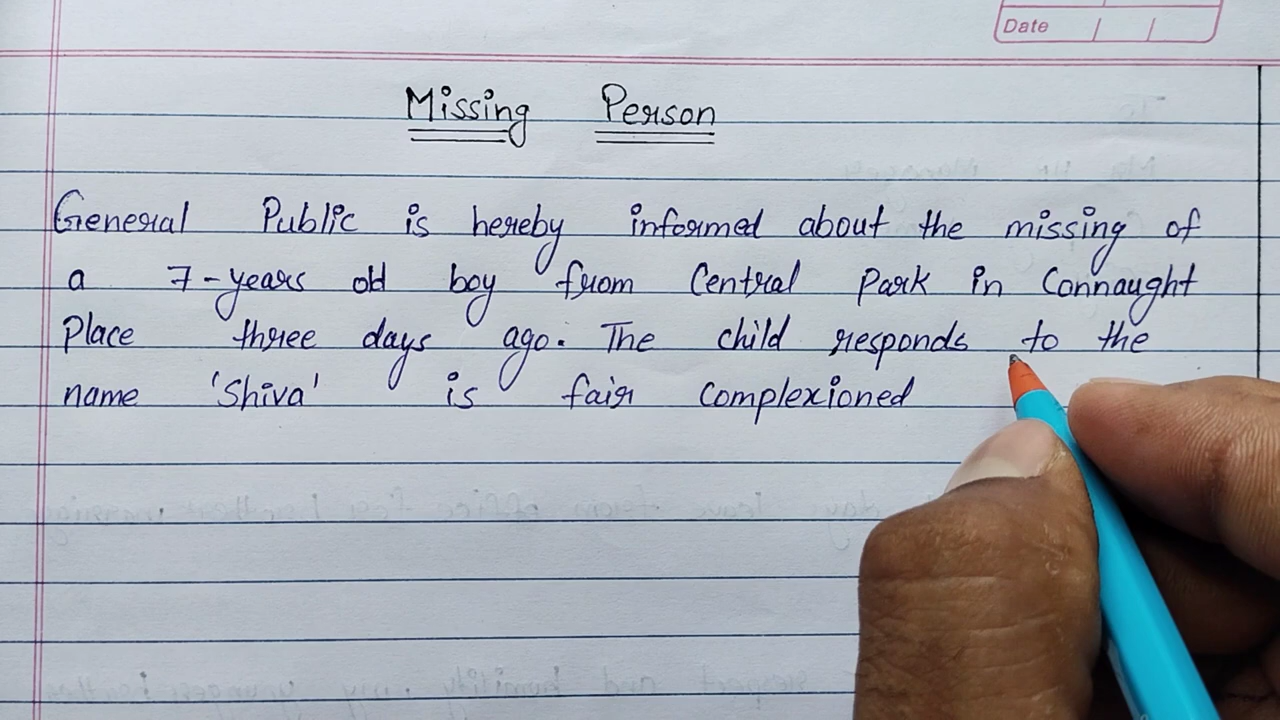 Date
Missing Person
General Public is hereby informed about the missing of
a 7-years old boy from Central Park in Connaught
Place three days ago. The child responds to the
name 'Shiva' is fair complexioned